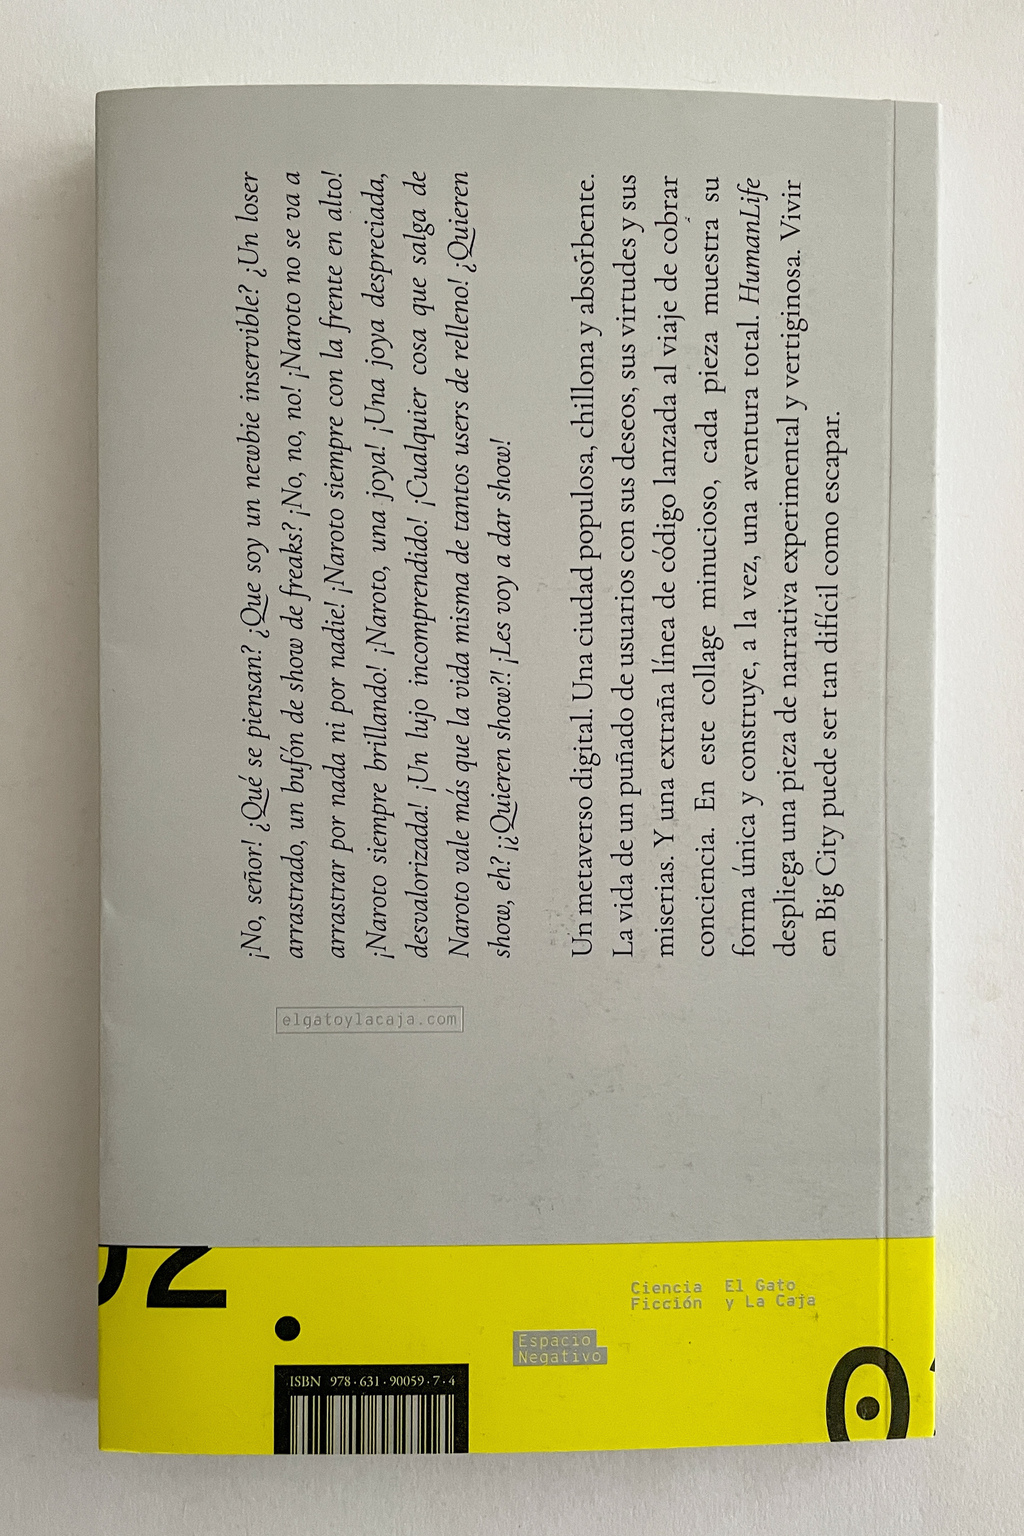 ¡No, señor! ¿Qué se piensan? ¿Que soy un newbie inservible? ¿Un loser
arrastrado, un bufón de show de freaks? ¡No, no, no! ¡Naroto no se va a
arrastrar por nada ni por nadie! ¡Naroto siempre con la frente en alto!
¡Naroto siempre brillando! ¡Naroto, una joya! ¡Una joya despreciada,
desvalorizada! ¡Un lujo incomprendido! ¡Cualquier cosa que salga de
Naroto vale más que la vida misma de tantos users de relleno! ¿Quieren
show, eh? ¡¿Quieren show?! ¡Les voy a dar show!
Un metaverso digital. Una ciudad populosa, chillona y absorbente.
La vida de un puñado de usuarios con sus deseos, sus virtudes y sus
miserias. Y una extraña línea de código lanzada al viaje de cobrar
conciencia. En este collage minucioso, cada pieza muestra su
forma única y construye, a la vez, una aventura total. HumanLife
despliega una pieza de narrativa experimental y vertiginosa. Vivir
en Big City puede ser tan difícil como escapar.
elgatoylacaja.com
02
Ciencia
Ficción
El Gato
y La Caja
Espacio
Negativo
ISBN 978·631·90059·7·4
0